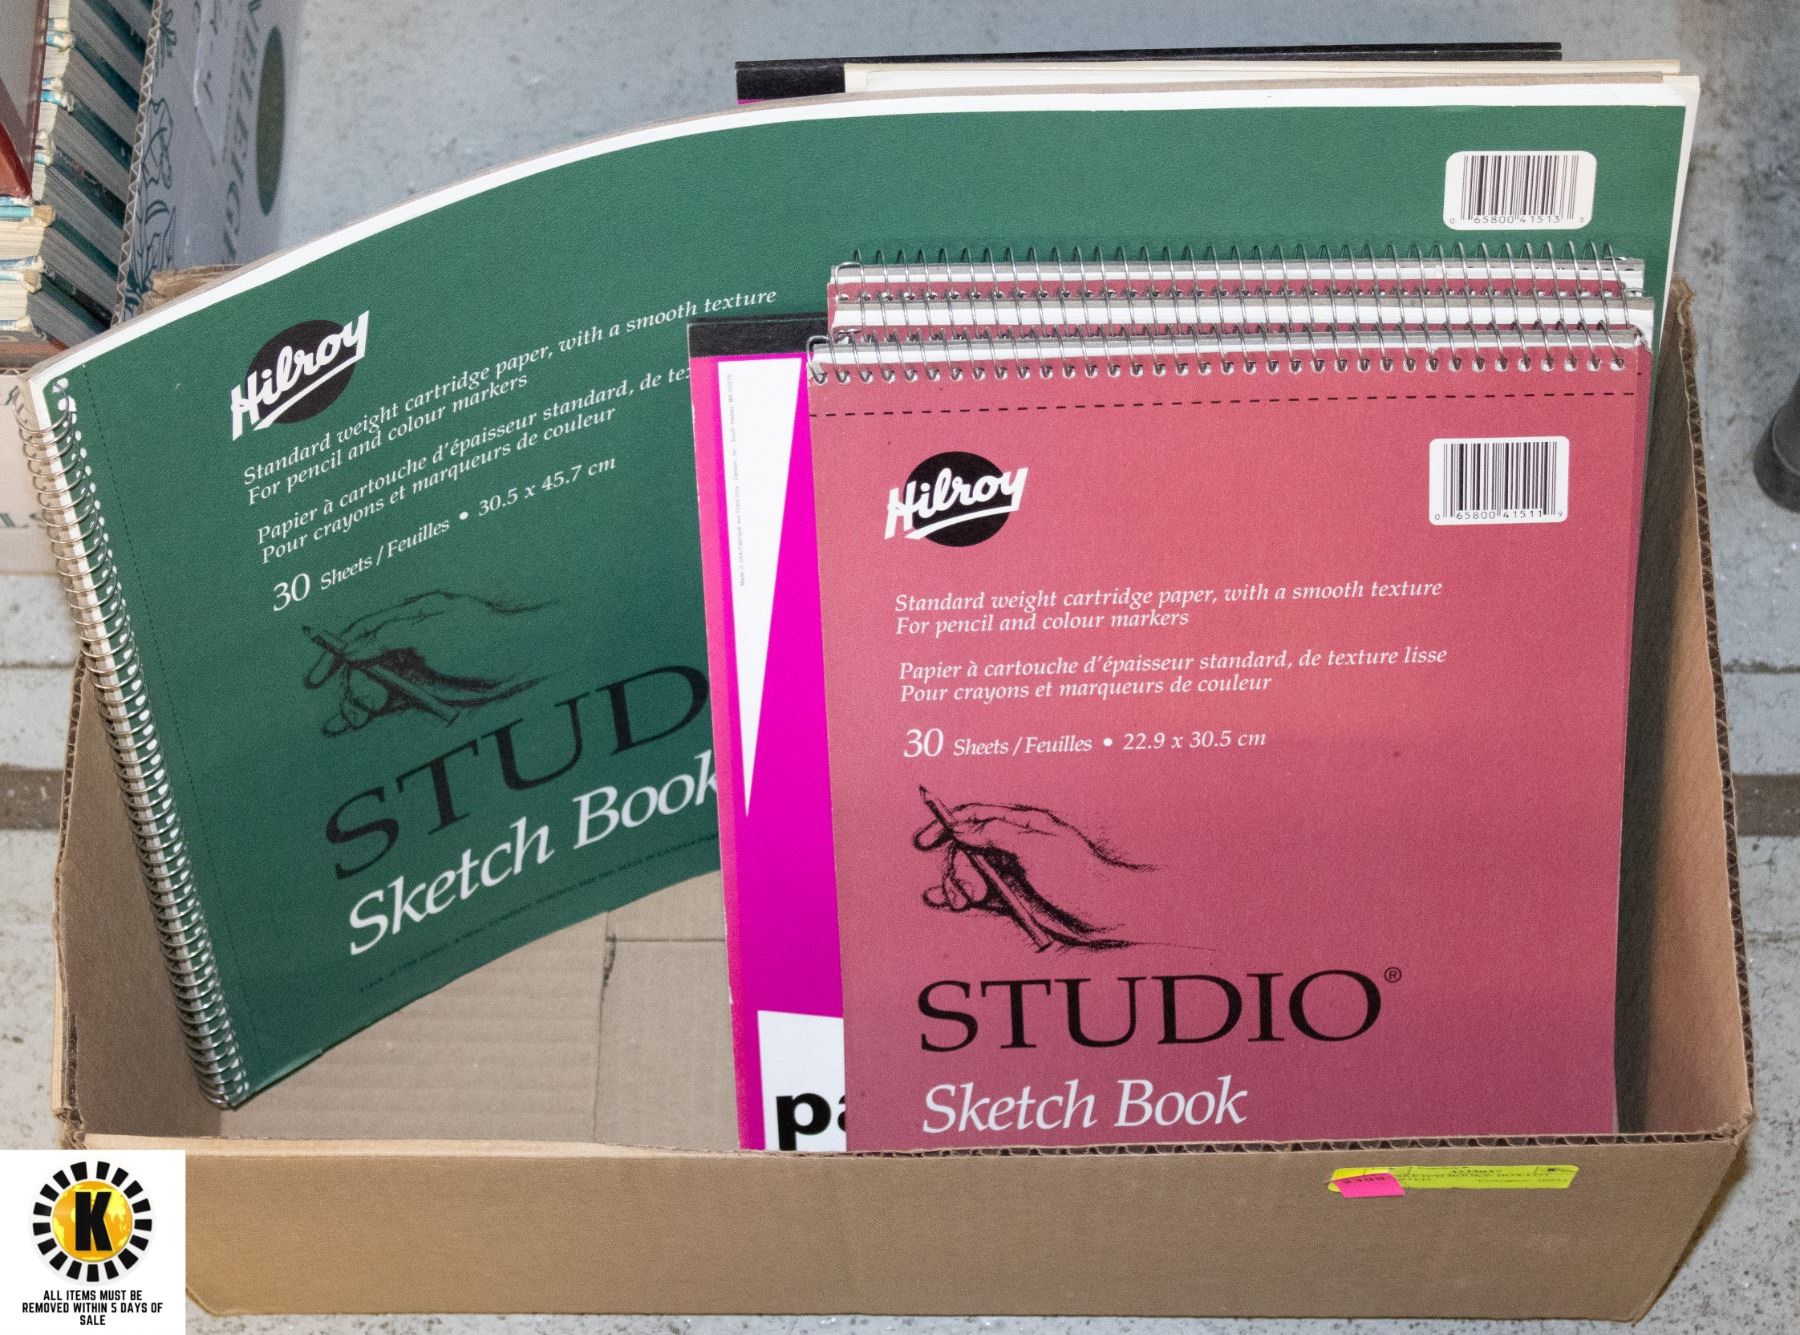 Hilroy
Standard weight cartridge paper, with a smooth texture
For pencil and colour markers
Papier à cartouche d'épaisseur standard, de te
Pour crayons et marqueurs de couleur
30 Sheets / Feuilles • 30.5 x 45.7 cm
STUD
Sketch Book
0 65800 41513 3
pa
Hilroy
0 65800 41511 9
Standard weight cartridge paper, with a smooth texture
For pencil and colour markers
Papier à cartouche d'épaisseur standard, de texture lisse
Pour crayons et marqueurs de couleur
30 Sheets / Feuilles • 22.9 x 30.5 cm
STUDIO®
Sketch Book
K
ALL ITEMS MUST BE
REMOVED WITHIN 5 DAYS OF
SALE